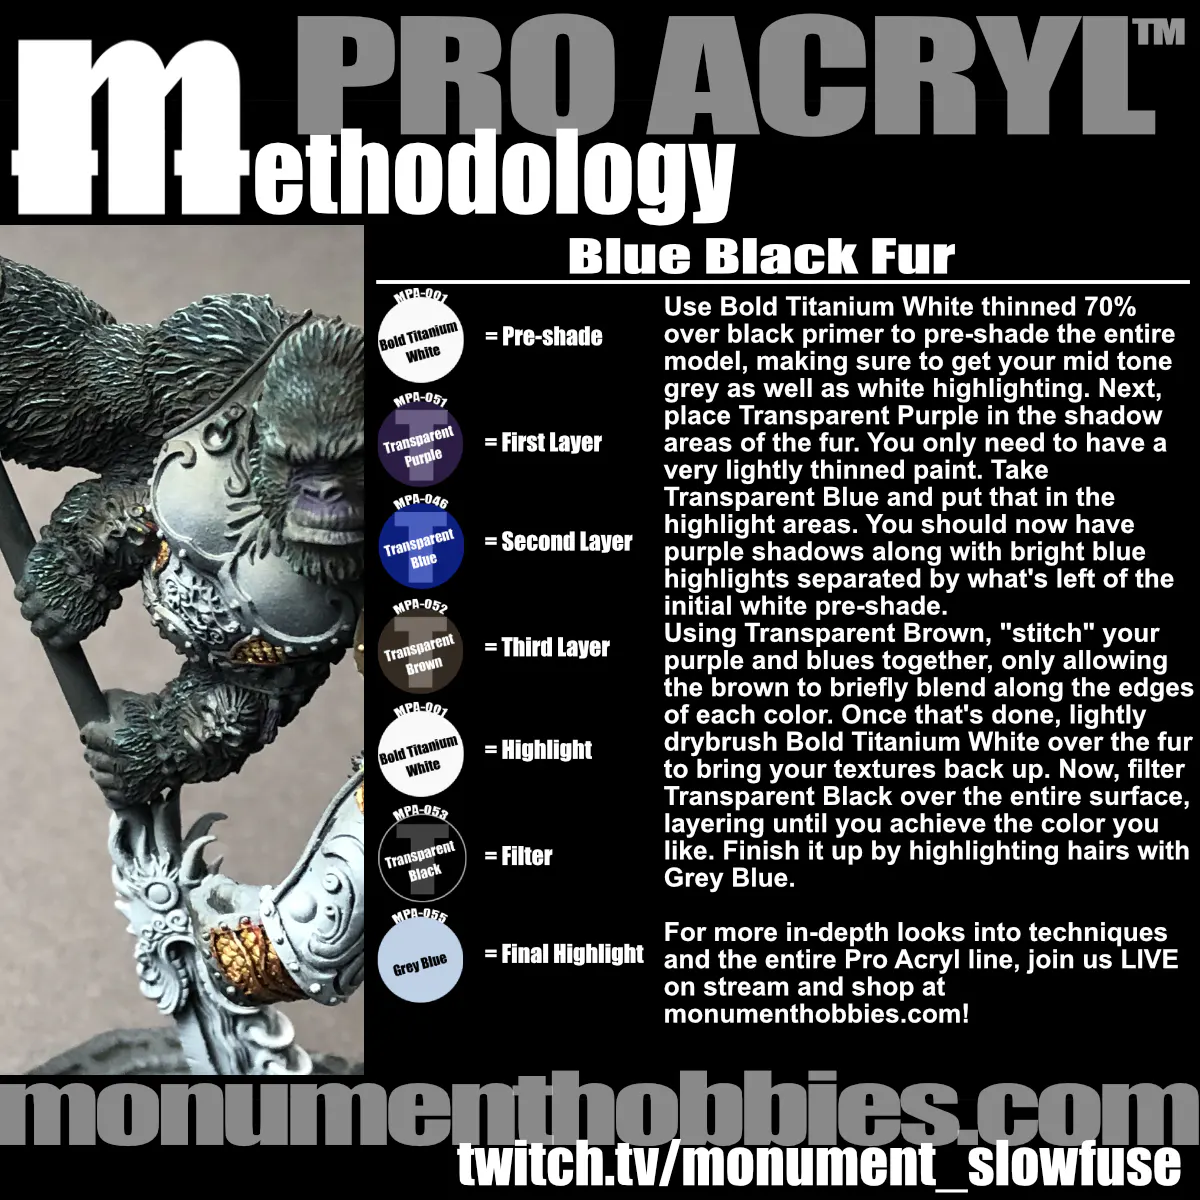 PRO ACRYL™
Methodology
Blue Black Fur
MPA-001
Bold Titanium
White
= Pre-shade
MPA-051
T
Transparent
Purple
= First Layer
MPA-046
T
Transparent
Blue
= Second Layer
MPA-052
T
Transparent
Brown
= Third Layer
MPA-001
Bold Titanium
White
= Highlight
MPA-053
T
Transparent
Black
= Filter
MPA-055
Grey Blue
= Final Highlight
Use Bold Titanium White thinned 70%
over black primer to pre-shade the entire
model, making sure to get your mid tone
grey as well as white highlighting. Next,
place Transparent Purple in the shadow
areas of the fur. You only need to have a
very lightly thinned paint. Take
Transparent Blue and put that in the
highlight areas. You should now have
purple shadows along with bright blue
highlights separated by what's left of the
initial white pre-shade.
Using Transparent Brown, "stitch" your
purple and blues together, only allowing
the brown to briefly blend along the edges
of each color. Once that's done, lightly
drybrush Bold Titanium White over the fur
to bring your textures back up. Now, filter
Transparent Black over the entire surface,
layering until you achieve the color you
like. Finish it up by highlighting hairs with
Grey Blue.
For more in-depth looks into techniques
and the entire Pro Acryl line, join us LIVE
on stream and shop at
monumenthobbies.com!
monumenthobbies.com
twitch.tv/monument_slowfuse